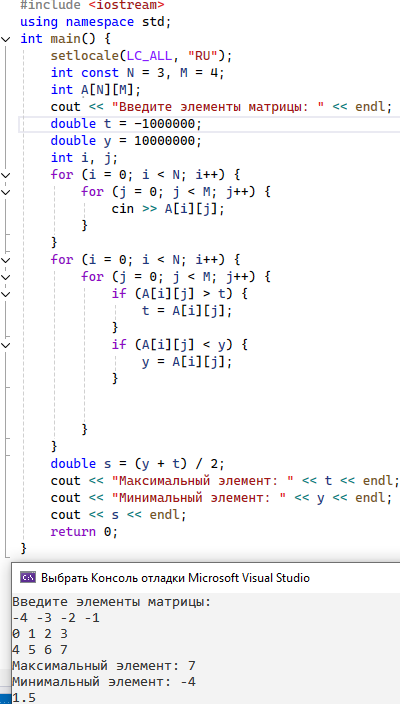 #include <iostream>
using namespace std;
int main() {
setlocale(LC_ALL, "RU");
int const N = 3, M = 4;
int A[N][M];
cout << "Введите элементы матрицы: " << endl;
double t = -1000000;
double y = 10000000;
int i, j;
for (i = 0; i < N; i++) {
for (j = 0; j < M; j++) {
cin >> A[i][j];
}
}
for (i = 0; i < N; i++) {
for (j = 0; j < M; j++) {
if (A[i][j] > t) {
t = A[i][j];
}
if (A[i][j] < y) {
y = A[i][j];
}
}
}
double s = (y + t) / 2;
cout << "Максимальный элемент: " << t << endl;
cout << "Минимальный элемент: " << y << endl;
cout << s << endl;
return 0;
}
Выбрать Консоль отладки Microsoft Visual Studio
Введите элементы матрицы:
-4 -3 -2 -1
0 1 2 3
4 5 6 7
Максимальный элемент: 7
Минимальный элемент: -4
1.5